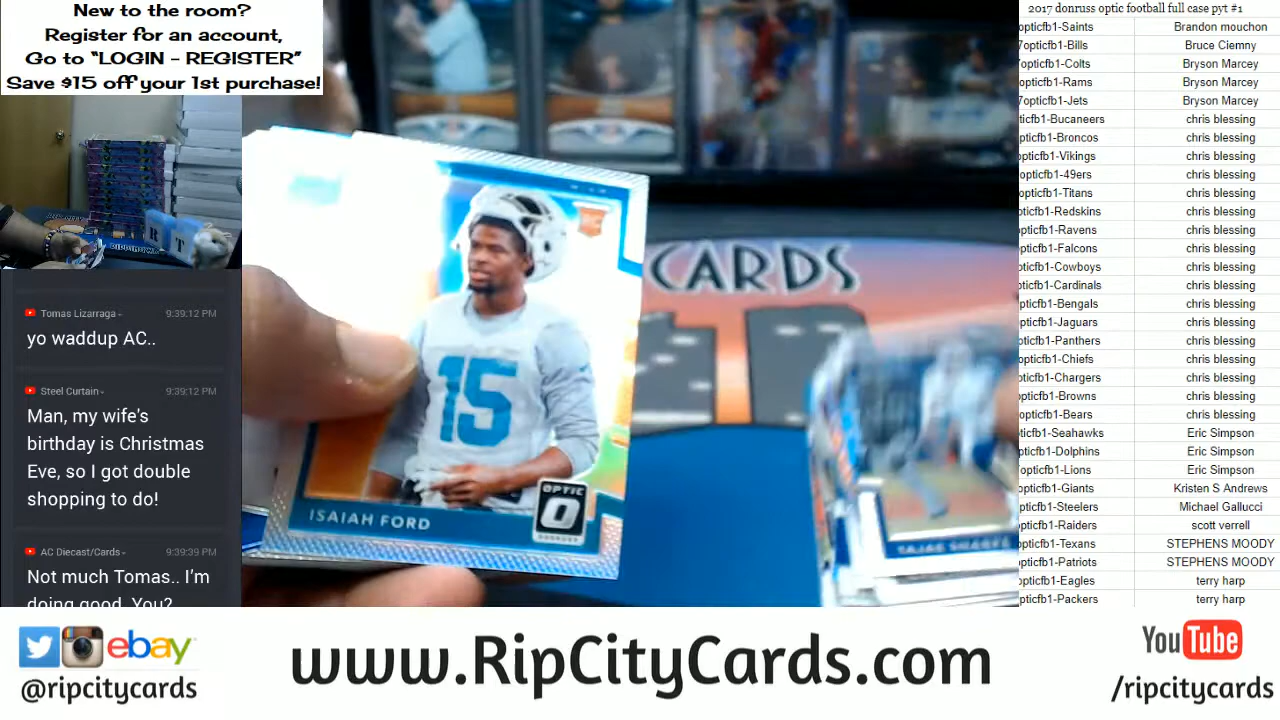 New to the room?
Register for an account,
Go to "LOGIN - REGISTER"
Save $15 off your 1st purchase!
Tomas Lizarraga
9:39:12 PM
yo waddup AC..
Steel Curtain
9:39:12 PM
Man, my wife's
birthday is Christmas
Eve, so I got double
shopping to do!
AC Diecast/Cards
9:39:39 PM
Not much Tomas.. I'm
doing good. You?
CARDS
15
OPTIC
DONRUSS
ISAIAH FORD
2017 donruss optic football full case pyt #1
opticfb1-Saints Brandon mouchon
7opticfb1-Bills Bruce Ciemny
7opticfb1-Colts Bryson Marcey
opticfb1-Rams Bryson Marcey
7opticfb1-Jets Bryson Marcey
opticfb1-Bucaneers chris blessing
opticfb1-Broncos chris blessing
opticfb1-Vikings chris blessing
opticfb1-49ers chris blessing
opticfb1-Titans chris blessing
opticfb1-Redskins chris blessing
opticfb1-Ravens chris blessing
opticfb1-Falcons chris blessing
opticfb1-Cowboys chris blessing
opticfb1-Cardinals chris blessing
opticfb1-Bengals chris blessing
opticfb1-Jaguars chris blessing
opticfb1-Panthers chris blessing
opticfb1-Chiefs chris blessing
opticfb1-Chargers chris blessing
opticfb1-Browns chris blessing
opticfb1-Bears chris blessing
opticfb1-Seahawks Eric Simpson
opticfb1-Dolphins Eric Simpson
opticfb1-Lions Eric Simpson
opticfb1-Giants Kristen S Andrews
opticfb1-Steelers Michael Gallucci
opticfb1-Raiders scott verrell
opticfb1-Texans STEPHENS MOODY
opticfb1-Patriots STEPHENS MOODY
opticfb1-Eagles terry harp
opticfb1-Packers terry harp
ebay
@ripcitycards
www.RipCityCards.com
YouTube
/ripcitycards